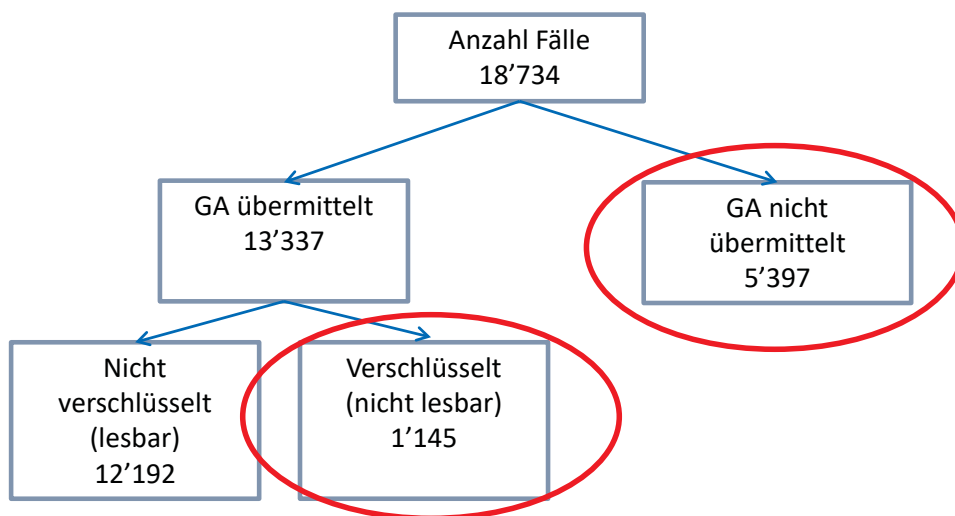 Anzahl Fälle
18’734
GA übermittelt
13’337
GA nicht
übermittelt
5’397
Nicht
verschlüsselt
(lesbar)
12’192
Verschlüsselt
(nicht lesbar)
1’145